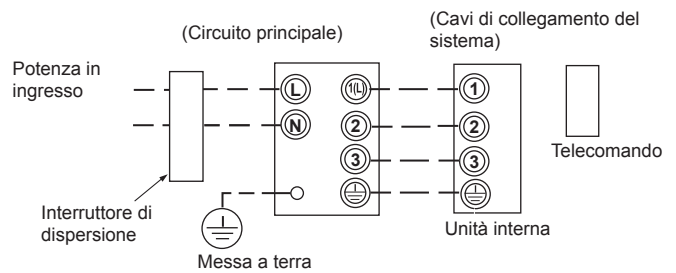 (Circuito principale)
(Cavi di collegamento del
sistema)
Potenza in
ingresso
L
1(L)
1
N
2
2
3
3
Telecomando
Interruttore di
dispersione
Unità interna
Messa a terra